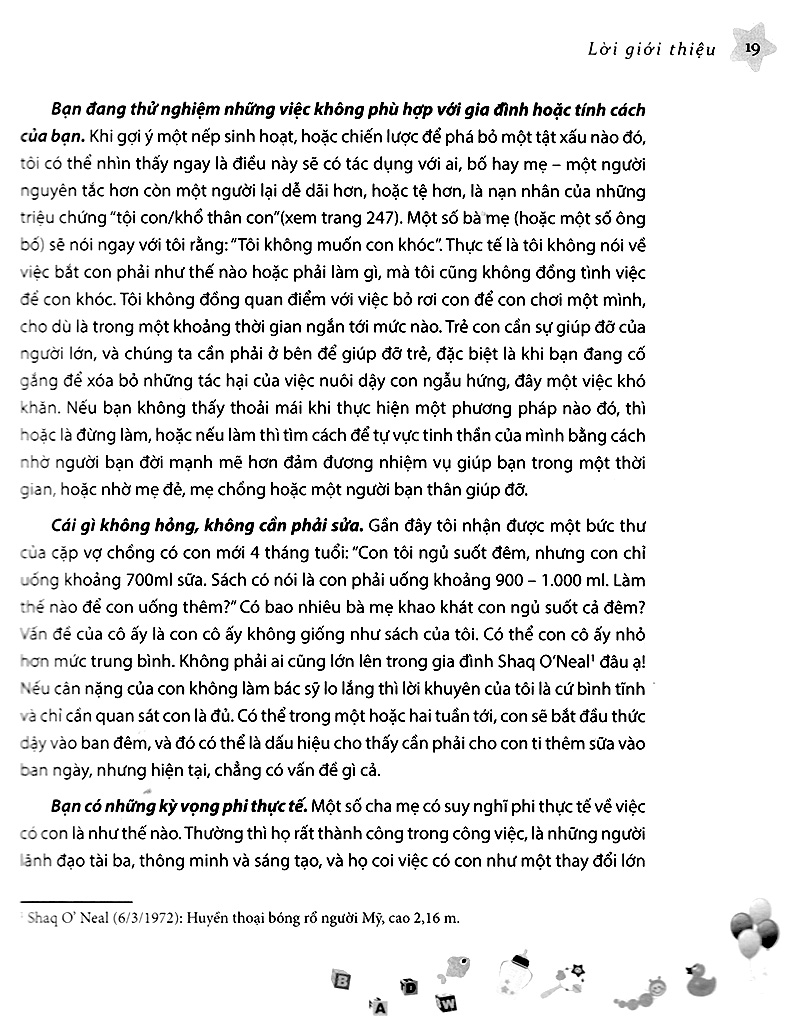 Lời giới thiệu 19
Bạn đang thử nghiệm những việc không phù hợp với gia đình hoặc tính cách
của bạn. Khi gợi ý một nếp sinh hoạt, hoặc chiến lược để phá bỏ một tật xấu nào đó,
tôi có thể nhìn thấy ngay là điều này sẽ có tác dụng với ai, bố hay mẹ – một người
nguyên tắc hơn còn một người lại dễ dãi hơn, hoặc tệ hơn, là nạn nhân của những
triệu chứng “tội con/khổ thân con”(xem trang 247). Một số bà mẹ (hoặc một số ông
bố) sẽ nói ngay với tôi rằng: “Tôi không muốn con khóc”. Thực tế là tôi không nói về
việc bắt con phải như thế nào hoặc phải làm gì, mà tôi cũng không đồng tình việc
để con khóc. Tôi không đồng quan điểm với việc bỏ rơi con để con chơi một mình,
cho dù là trong một khoảng thời gian ngắn tới mức nào. Trẻ con cần sự giúp đỡ của
người lớn, và chúng ta cần phải ở bên để giúp đỡ trẻ, đặc biệt là khi bạn đang cố
gắng để xóa bỏ những tác hại của việc nuôi dậy con ngẫu hứng, đây một việc khó
khăn. Nếu bạn không thấy thoải mái khi thực hiện một phương pháp nào đó, thì
hoặc là đừng làm, hoặc nếu làm thì tìm cách để tự vực tinh thần của mình bằng cách
nhờ người bạn đời mạnh mẽ hơn đảm đương nhiệm vụ giúp bạn trong một thời
gian, hoặc nhờ mẹ đẻ, mẹ chồng hoặc một người bạn thân giúp đỡ.
Cái gì không hỏng, không cần phải sửa. Gần đây tôi nhận được một bức thư
của cặp vợ chồng có con mới 4 tháng tuổi: “Con tôi ngủ suốt đêm, nhưng con chỉ
uống khoảng 700ml sữa. Sách có nói là con phải uống khoảng 900 – 1.000 ml. Làm
thế nào để con uống thêm?” Có bao nhiêu bà mẹ khao khát con ngủ suốt cả đêm?
Vấn đề của cô ấy là con cô ấy không giống như sách của tôi. Có thể con cô ấy nhỏ
hơn mức trung bình. Không phải ai cũng lớn lên trong gia đình Shaq O’Neal¹ đâu ạ!
Nếu cân nặng của con không làm bác sỹ lo lắng thì lời khuyên của tôi là cứ bình tĩnh
và chỉ cần quan sát con là đủ. Có thể trong một hoặc hai tuần tới, con sẽ bắt đầu thức
dậy vào ban đêm, và đó có thể là dấu hiệu cho thấy cần phải cho con ti thêm sữa vào
ban ngày, nhưng hiện tại, chẳng có vấn đề gì cả.
Bạn có những kỳ vọng phi thực tế. Một số cha mẹ có suy nghĩ phi thực tế về việc
có con là như thế nào. Thường thì họ rất thành công trong công việc, là những người
lãnh đạo tài ba, thông minh và sáng tạo, và họ coi việc có con như một thay đổi lớn
¹ Shaq O’ Neal (6/3/1972): Huyền thoại bóng rổ người Mỹ, cao 2,16 m.
B A D W